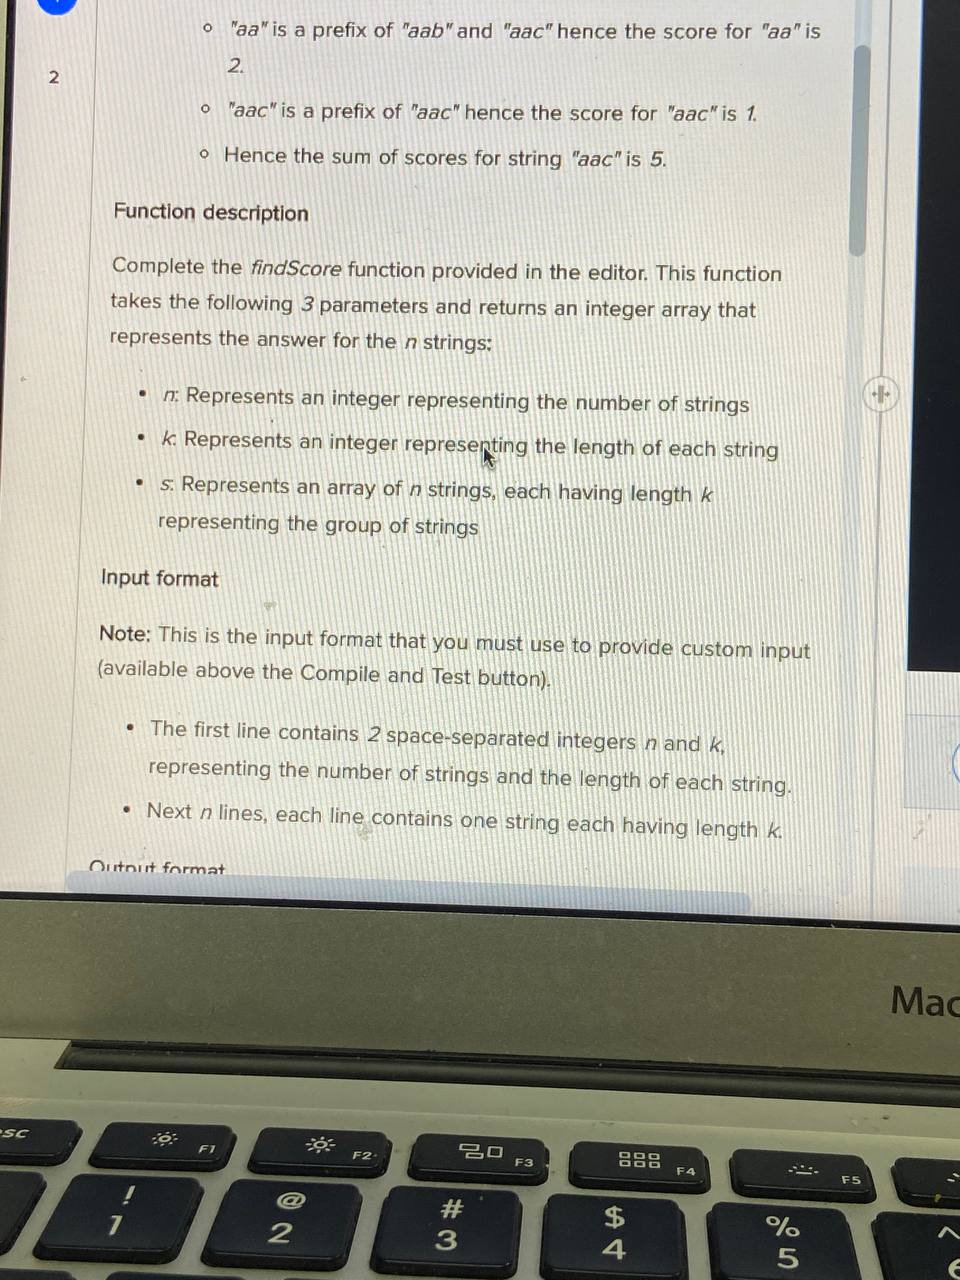 "aa" is a prefix of "aab" and "aac" hence the score for "aa" is
2.
2
"aac" is a prefix of "aac" hence the score for "aac" is 1.
Hence the sum of scores for string "aac" is 5.
Function description
Complete the findScore function provided in the editor. This function
takes the following 3 parameters and returns an integer array that
represents the answer for the n strings:
n: Represents an integer representing the number of strings
k: Represents an integer representing the length of each string
s: Represents an array of n strings, each having length k
representing the group of strings
Input format
Note: This is the input format that you must use to provide custom input
(available above the Compile and Test button).
The first line contains 2 space-separated integers n and k,
representing the number of strings and the length of each string.
Next n lines, each line contains one string each having length k.
Output format
Mac
sc F1 F2 F3 F4 F5
! @ # $ %
1 2 3 4 5